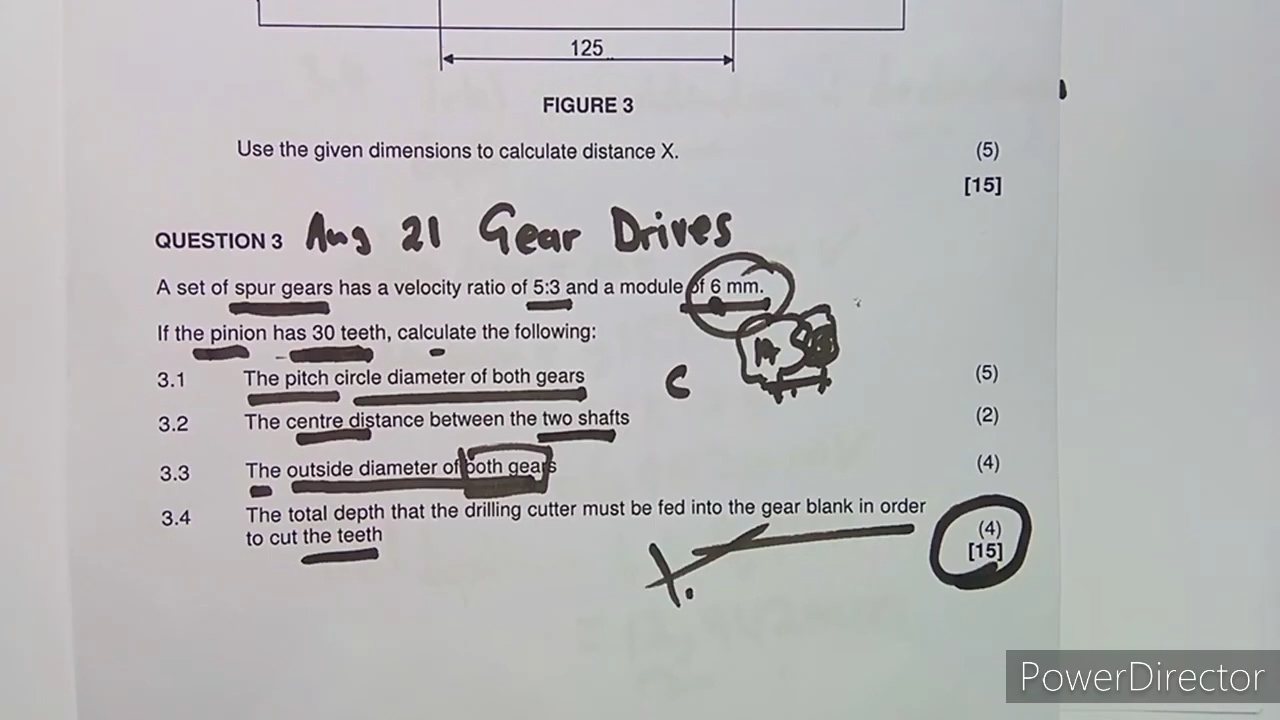 125
FIGURE 3
Use the given dimensions to calculate distance X. (5)
[15]
QUESTION 3 Aug 21 Gear Drives
A set of spur gears has a velocity ratio of 5:3 and a module of 6 mm.
If the pinion has 30 teeth, calculate the following:
3.1 The pitch circle diameter of both gears (5)
3.2 The centre distance between the two shafts (2)
3.3 The outside diameter of both gears (4)
3.4 The total depth that the drilling cutter must be fed into the gear blank in order
to cut the teeth (4)
[15]
PowerDirector